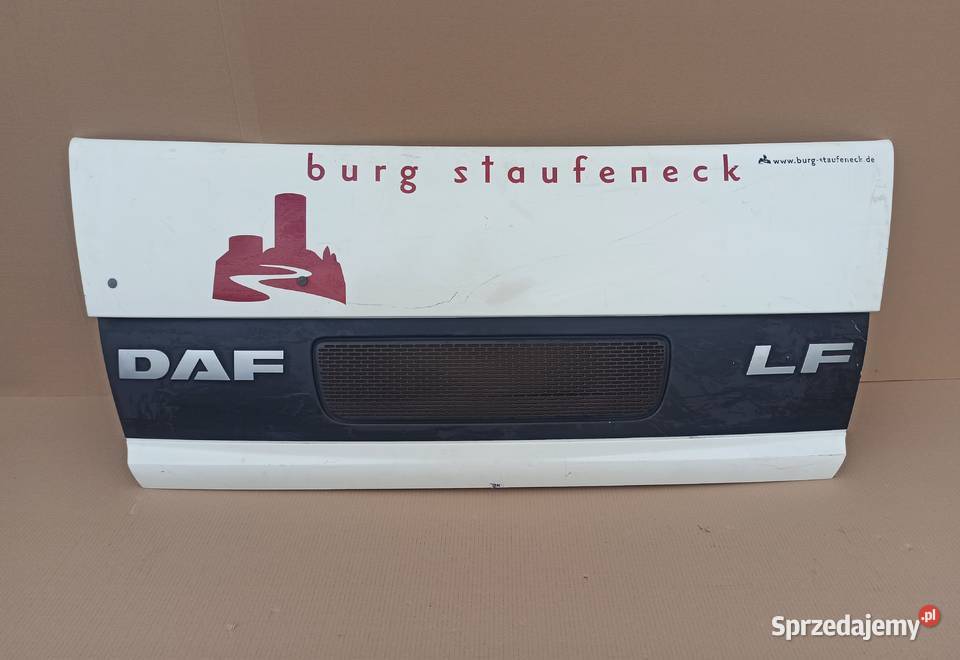 burg staufeneck
www.burg-staufeneck.de
DAF
LF
Sprzedajemy.pl